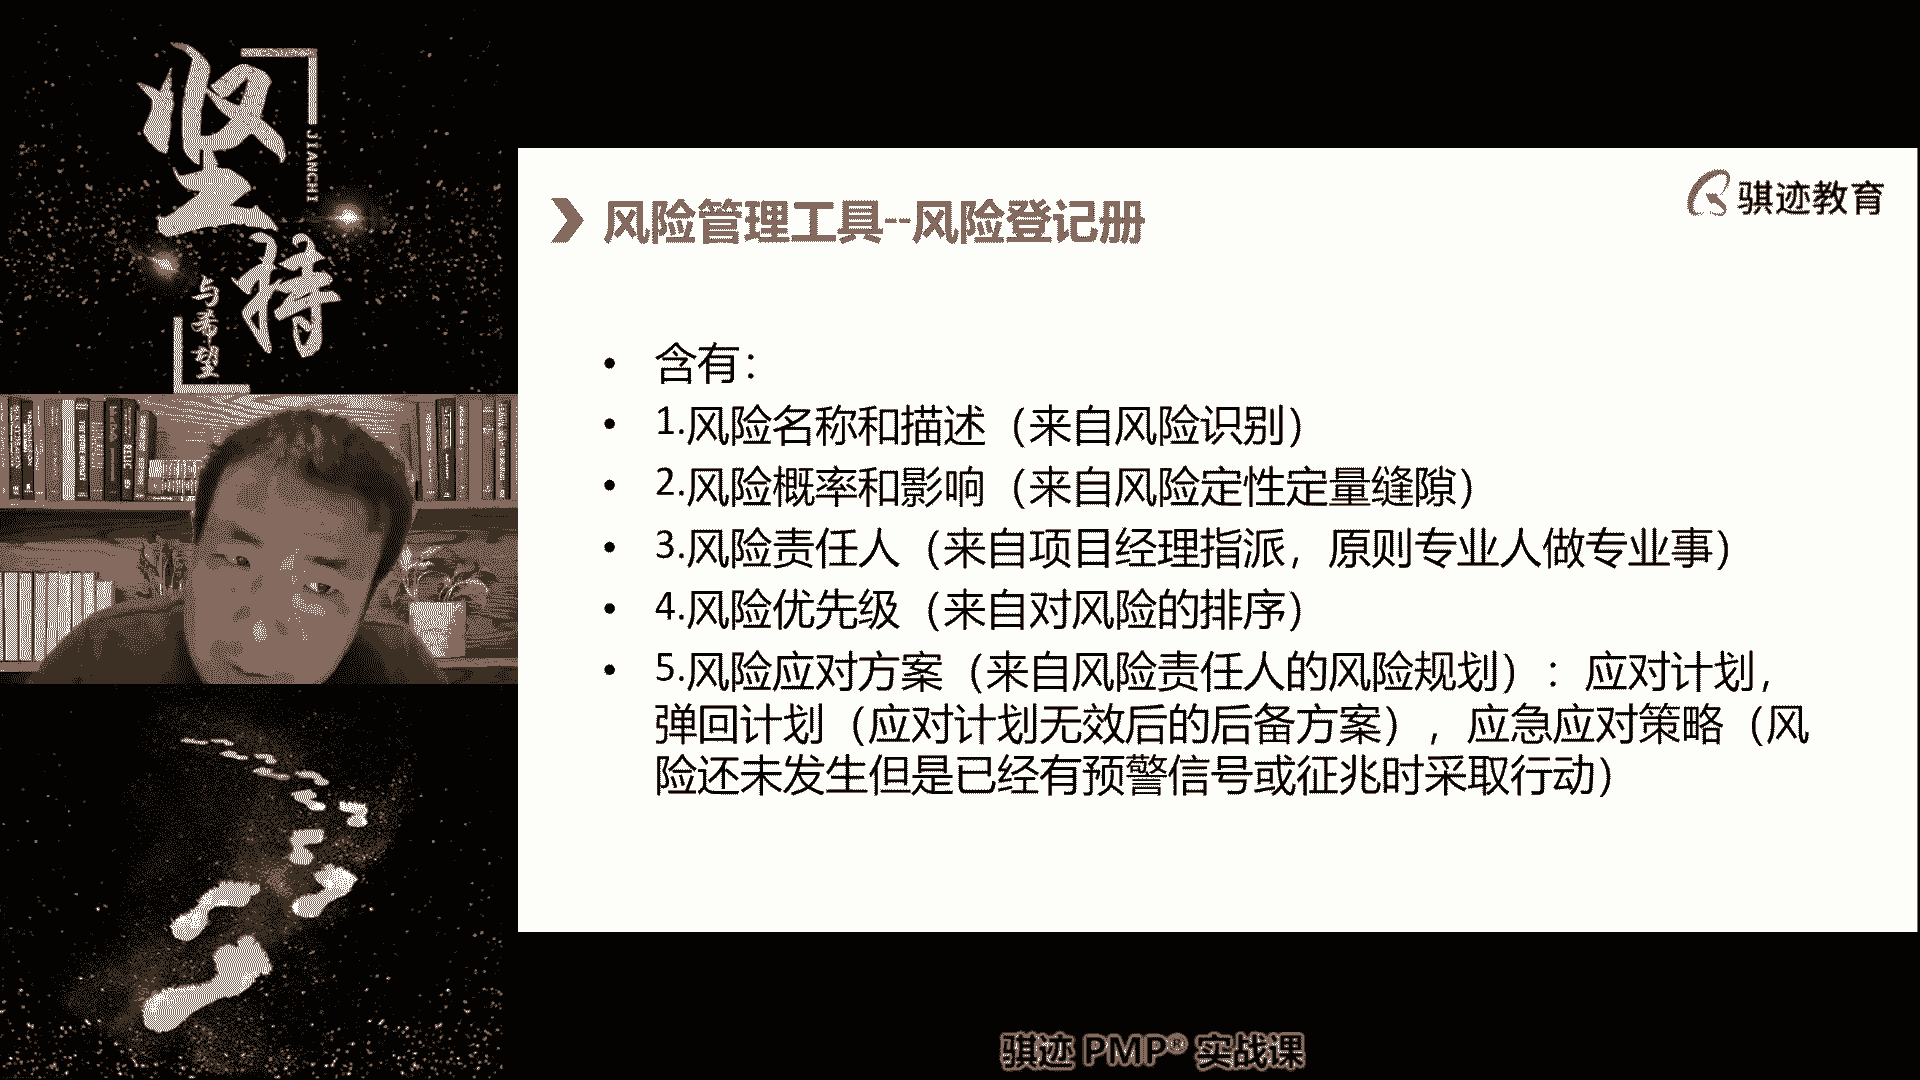 坚持
JIANCHI
与希望
骐迹教育
风险管理工具--风险登记册
• 含有：
• 1.风险名称和描述（来自风险识别）
• 2.风险概率和影响（来自风险定性定量缝隙）
• 3.风险责任人（来自项目经理指派，原则专业人做专业事）
• 4.风险优先级（来自对风险的排序）
• 5.风险应对方案（来自风险责任人的风险规划）：应对计划，
弹回计划（应对计划无效后的后备方案），应急应对策略（风
险还未发生但是已经有预警信号或征兆时采取行动）
骐迹 PMP® 实战课